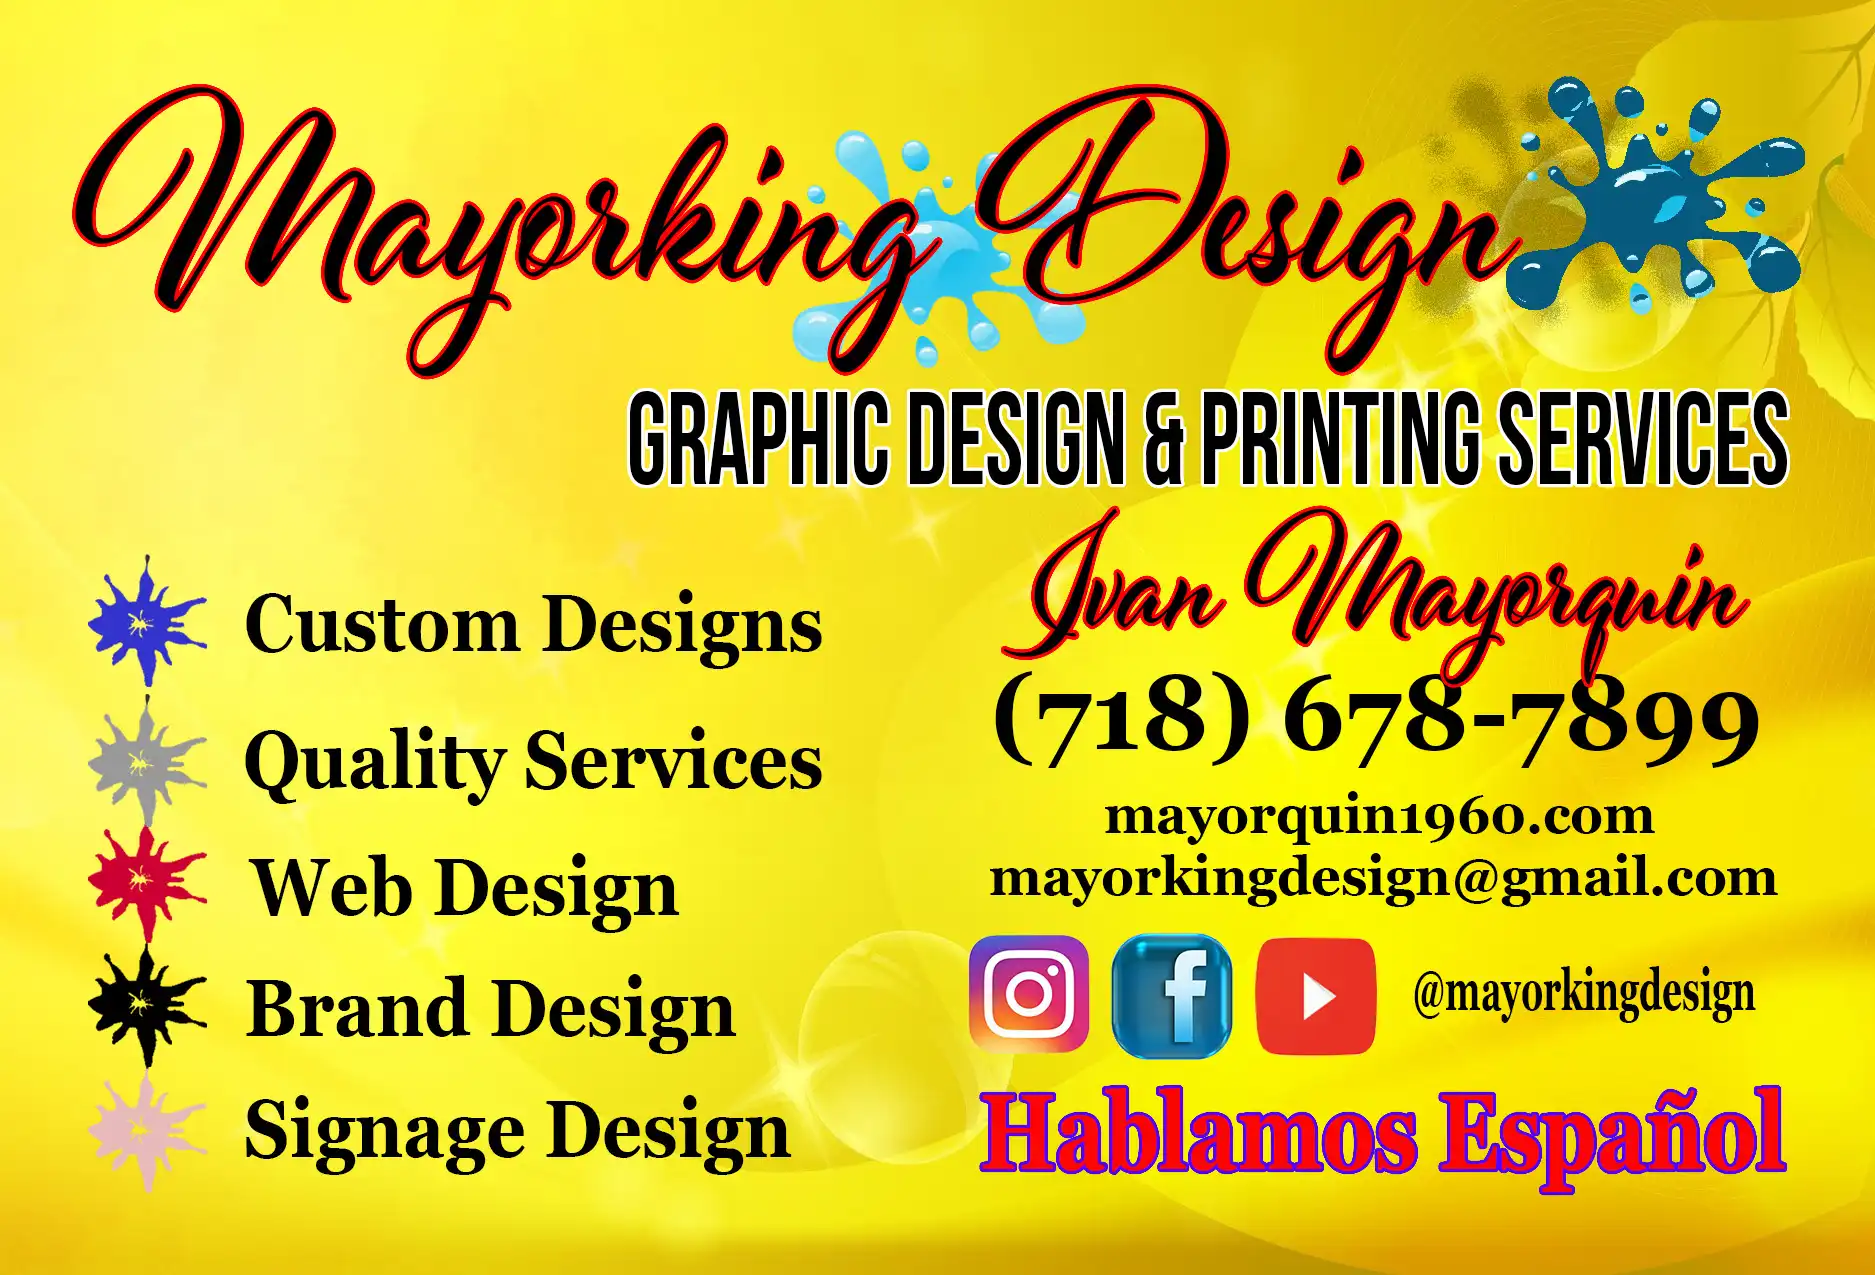 Mayorking Design
GRAPHIC DESIGN & PRINTING SERVICES
Ivan Mayorquin
(718) 678-7899
mayorquin1960.com
mayorkingdesign@gmail.com
@mayorkingdesign
Hablamos Español
Custom Designs
Quality Services
Web Design
Brand Design
Signage Design